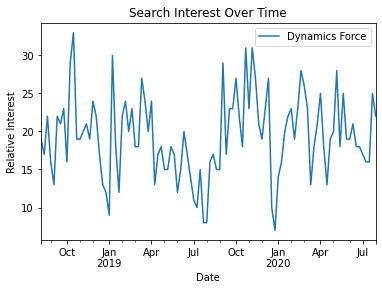 Search Interest Over Time
Dynamics Force
Relative Interest
30
25
20
15
10
Oct
Jan
2019
Apr
Jul
Oct
Jan
2020
Apr
Jul
Date